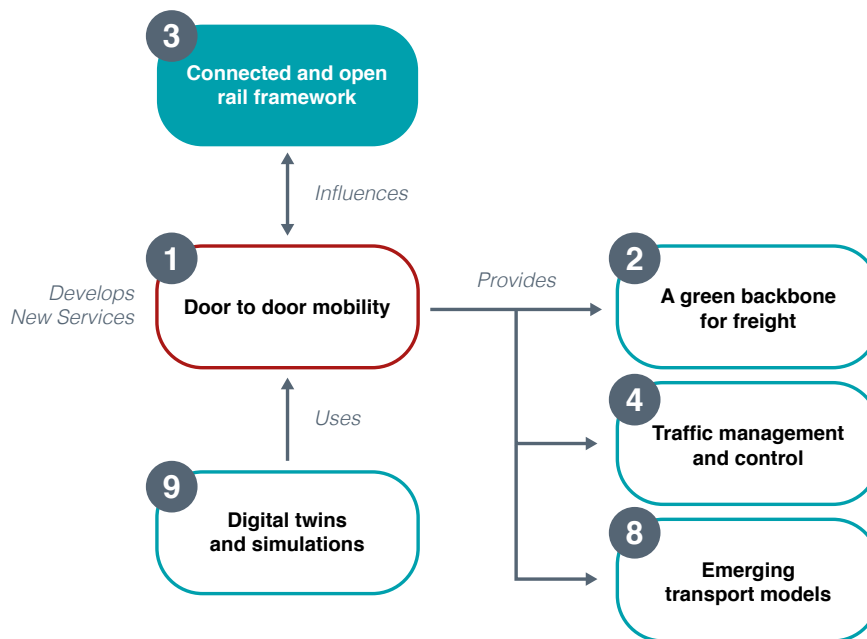 3
Connected and open
rail framework
Influences
1
Door to door mobility
Develops
New Services
Provides
2
A green backbone
for freight
4
Traffic management
and control
Uses
9
Digital twins
and simulations
8
Emerging
transport models